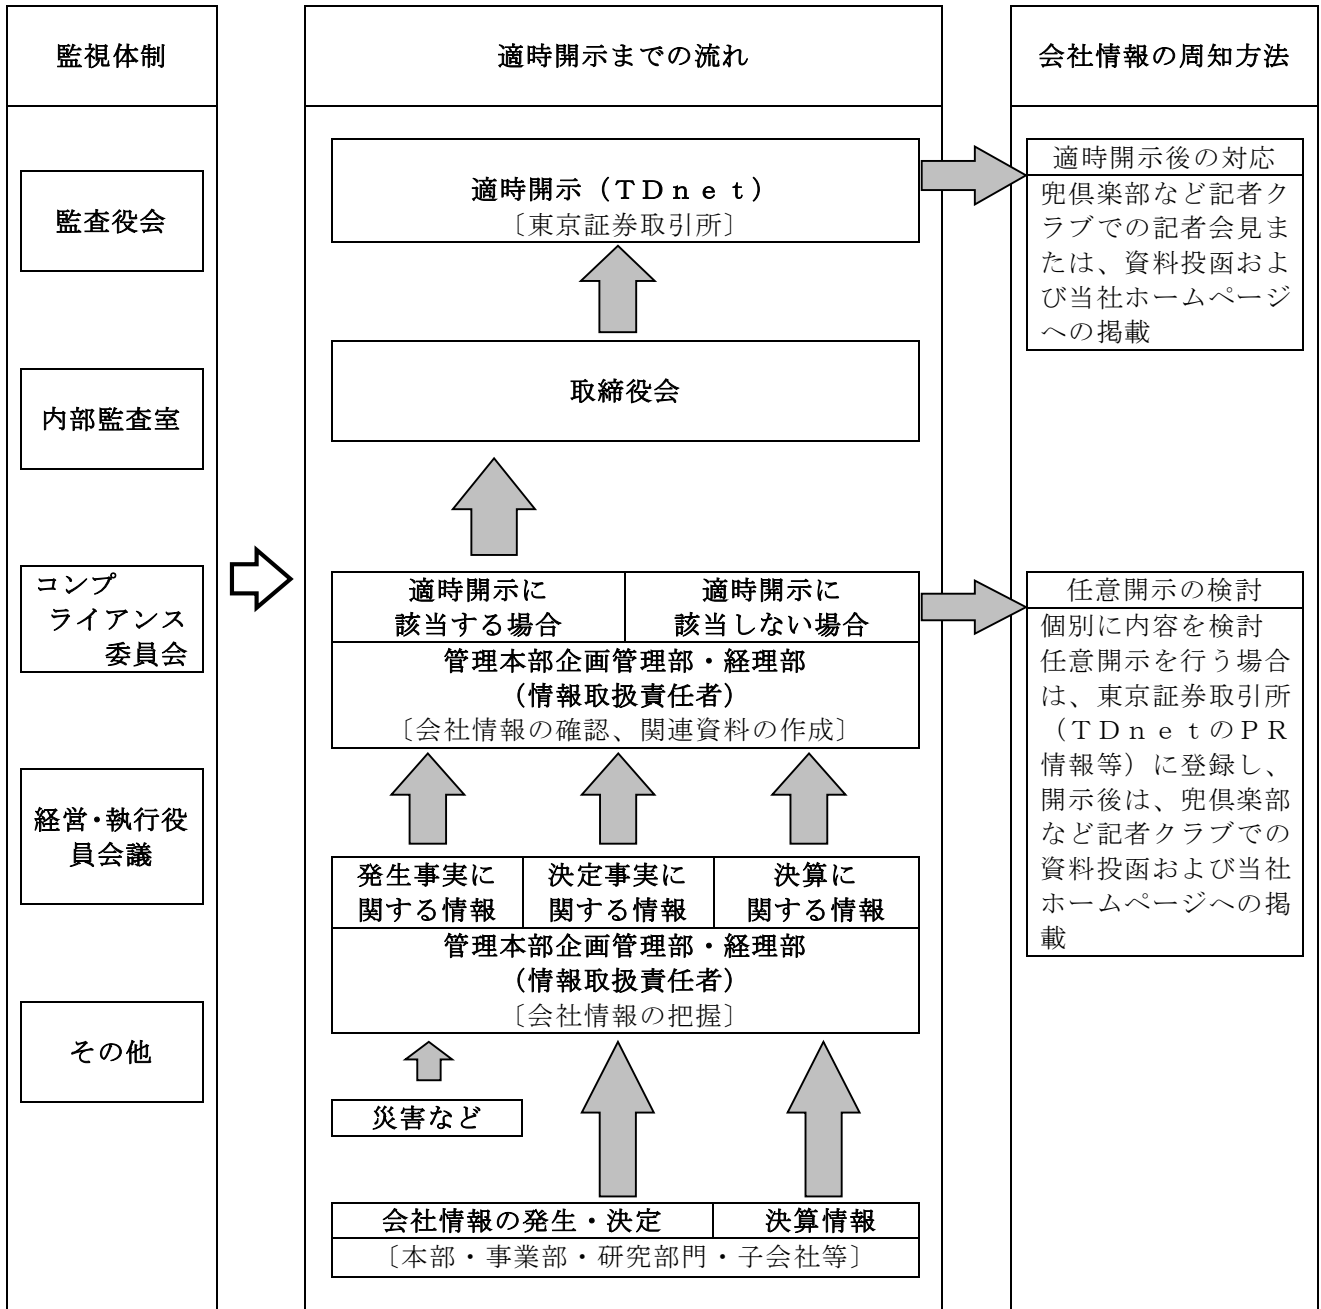 監視体制
監査役会
内部監査室
コンプ
ライアンス
委員会
経営・執行役
員会議
その他
適時開示までの流れ
適時開示（ＴＤｎｅｔ）
〔東京証券取引所〕
取締役会
適時開示に
該当する場合
適時開示に
該当しない場合
管理本部企画管理部・経理部
（情報取扱責任者）
〔会社情報の確認、関連資料の作成〕
発生事実に
関する情報
決定事実に
関する情報
決算に
関する情報
管理本部企画管理部・経理部
（情報取扱責任者）
〔会社情報の把握〕
災害など
会社情報の発生・決定
決算情報
〔本部・事業部・研究部門・子会社等〕
会社情報の周知方法
適時開示後の対応
兜倶楽部など記者ク
ラブでの記者会見ま
たは、資料投函およ
び当社ホームページ
への掲載
任意開示の検討
個別に内容を検討
任意開示を行う場合
は、東京証券取引所
（ＴＤｎｅｔのＰＲ
情報等）に登録し、
開示後は、兜倶楽部
など記者クラブでの
資料投函および当社
ホームページへの掲
載